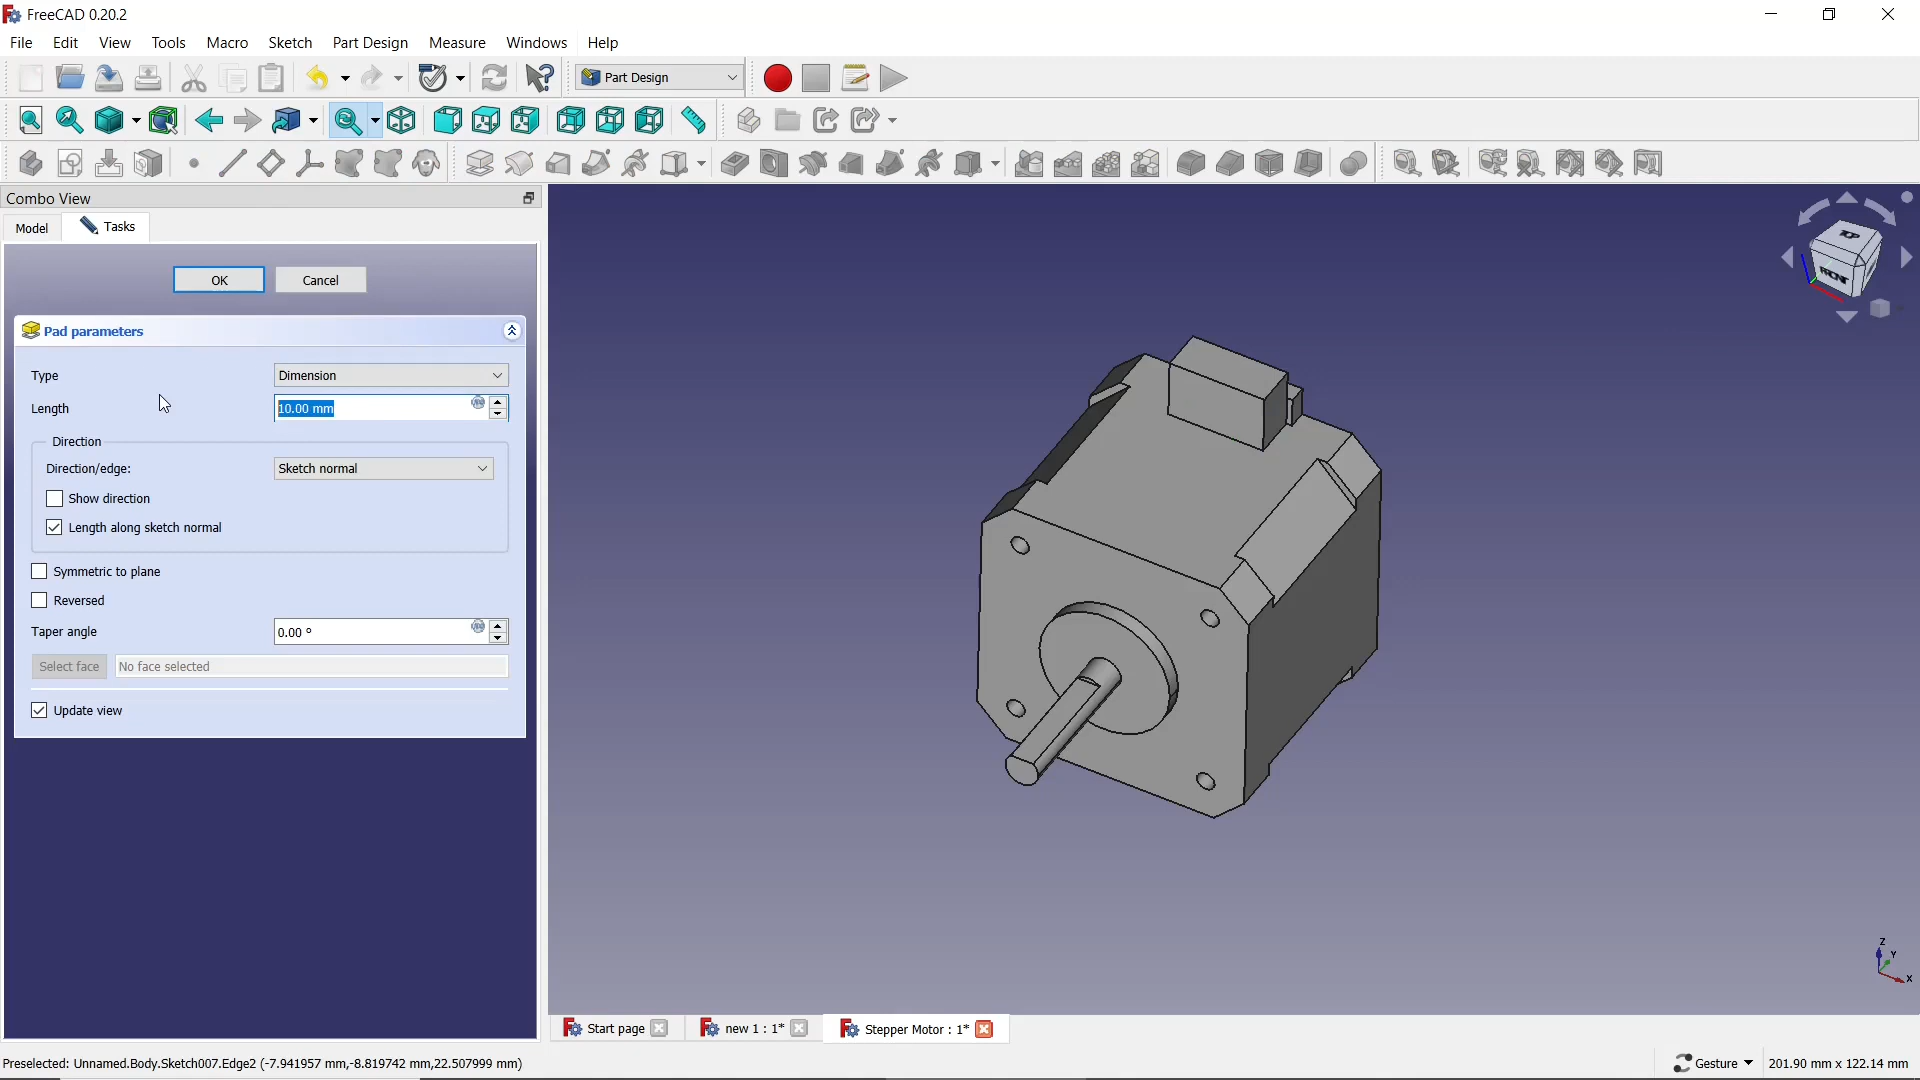 FreeCAD 0.20.2
File Edit View Tools Macro Sketch Part Design Measure Windows Help
Part Design
Combo View
Model Tasks
OK Cancel
Pad parameters
Type Dimension
Length 10.00 mm
Direction
Direction/edge: Sketch normal
Show direction
Length along sketch normal
Symmetric to plane
Reversed
Taper angle 0.00 °
Select face No face selected
Update view
TOP
FRONT
Z
Y
X
Start page new 1 : 1* Stepper Motor : 1*
Preselected: Unnamed.Body.Sketch007.Edge2 (-7.941957 mm,-8.819742 mm,22.507999 mm) Gesture 201.90 mm x 122.14 mm